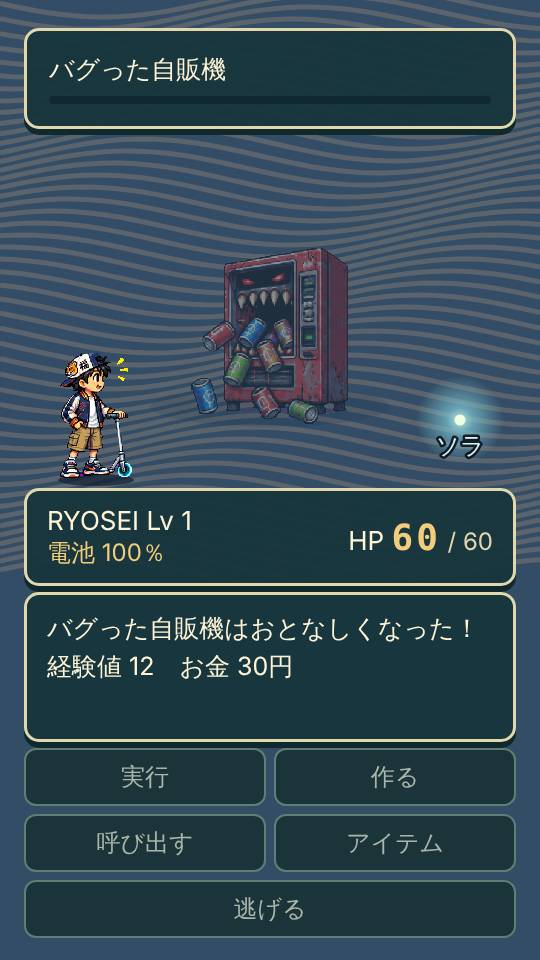 バグった自販機
ソラ
RYOSEI Lv 1
電池 100%
HP 60 / 60
バグった自販機はおとなしくなった！
経験値 12　お金 30円
実行
作る
呼び出す
アイテム
逃げる